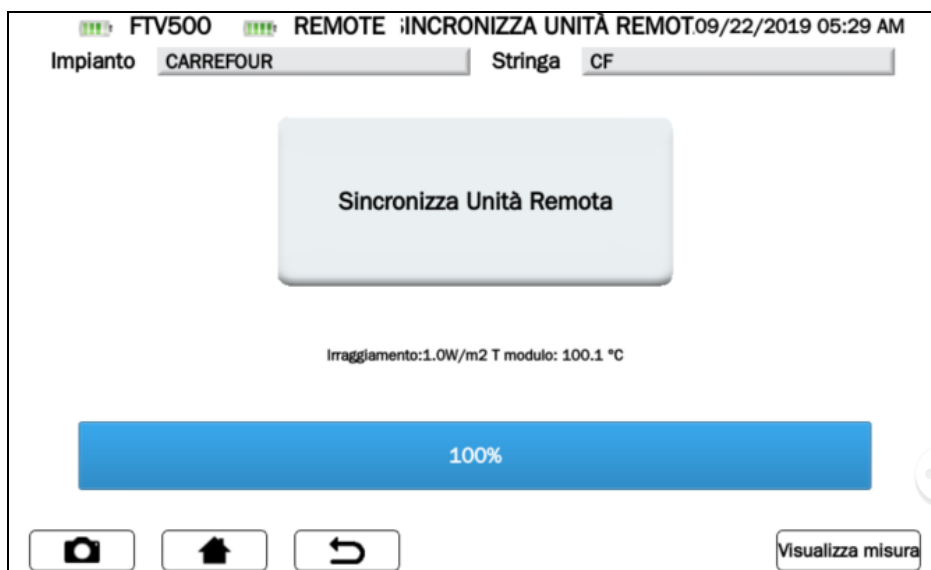 FTV500 REMOTE SINCRONIZZA UNITÀ REMOT 09/22/2019 05:29 AM
Impianto CARREFOUR Stringa CF
Sincronizza Unità Remota
Irraggiamento:1.0W/m2 T modulo: 100.1 °C
100%
Visualizza misura